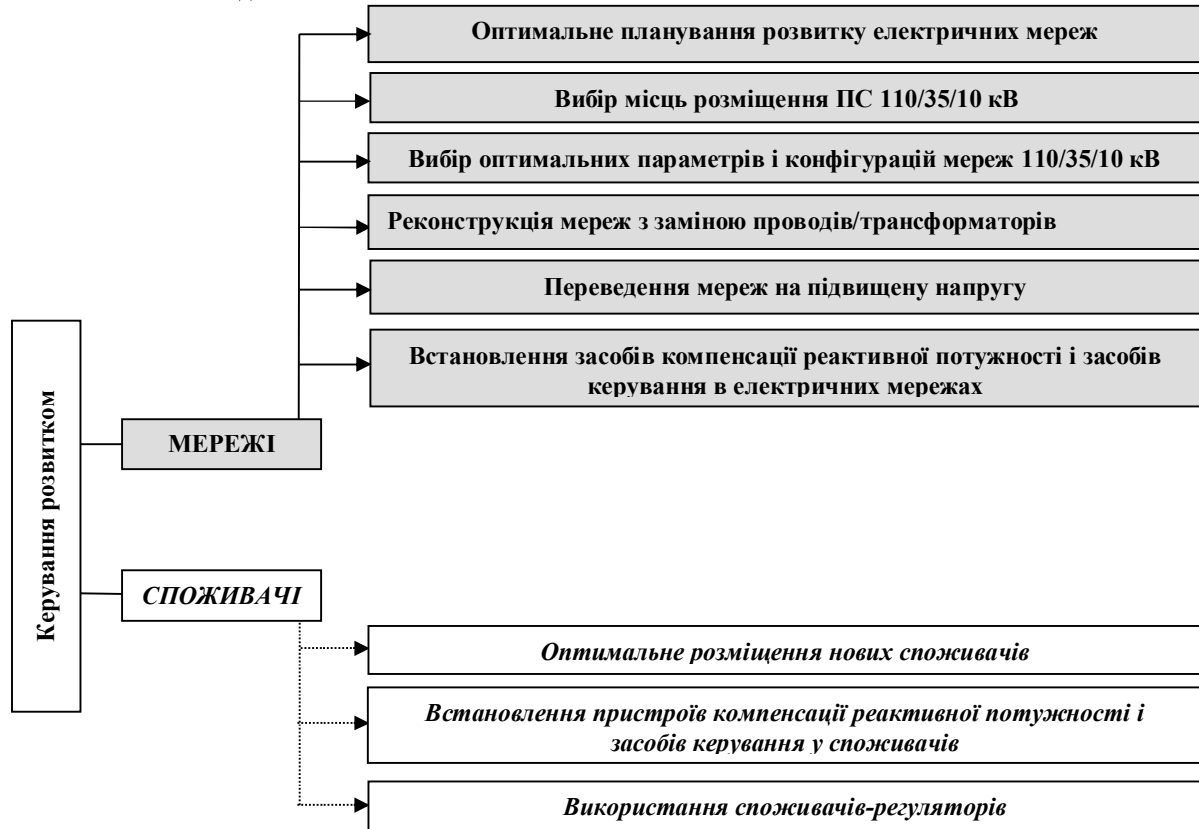 Оптимальне планування розвитку електричних мереж
Вибір місць розміщення ПС 110/35/10 кВ
Вибір оптимальних параметрів і конфігурацій мереж 110/35/10 кВ
Реконструкція мереж з заміною проводів/трансформаторів
Переведення мереж на підвищену напругу
Встановлення засобів компенсації реактивної потужності і засобів
керування в електричних мережах
Керування розвитком
МЕРЕЖІ
СПОЖИВАЧІ
Оптимальне розміщення нових споживачів
Встановлення пристроїв компенсації реактивної потужності і
засобів керування у споживачів
Використання споживачів-регуляторів